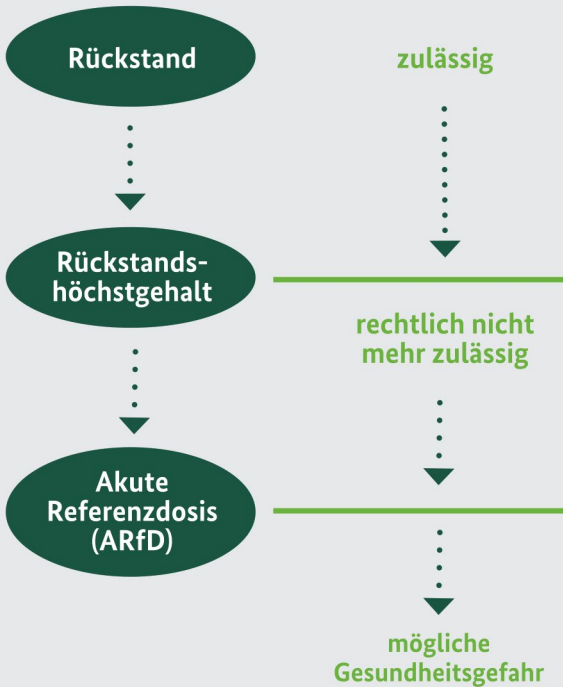 Rückstand
zulässig
Rückstands-
höchstgehalt
rechtlich nicht
mehr zulässig
Akute
Referenzdosis
(ARfD)
mögliche
Gesundheitsgefahr